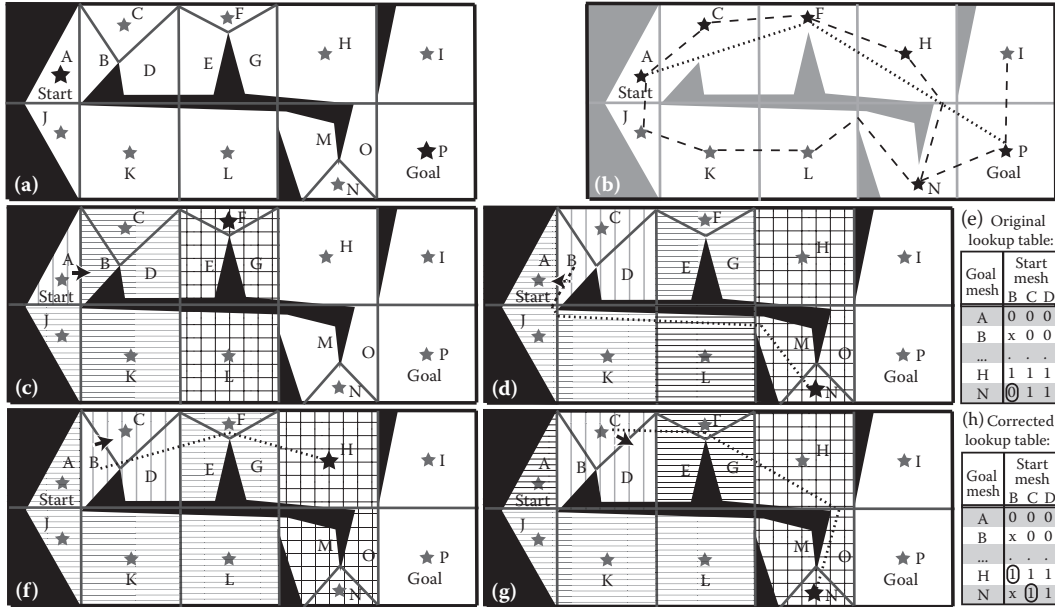 A
Start
B
C
D
E
F
G
H
I
J
K
L
M
N
O
P
Goal
(a)
A
Start
C
F
H
I
J
K
L
N
P
Goal
(b)
A
Start
B
C
D
E
F
G
H
I
J
K
L
M
N
O
P
Goal
(c)
A
Start
B
C
D
E
F
G
H
I
J
K
L
M
N
O
P
Goal
(d)
(e) Original
lookup table:
Goal mesh Start mesh
B C D
A 0 0 0
B x 0 0
... . . .
H 1 1 1
N 0 1 1
A
Start
B
C
D
E
F
G
H
I
J
K
L
M
N
O
P
Goal
(f)
A
Start
B
C
D
E
F
G
H
I
J
K
L
M
N
O
P
Goal
(g)
(h) Corrected
lookup table:
Goal mesh Start mesh
B C D
A 0 0 0
B x 0 0
... . . .
H 1 1 1
N x 1 1